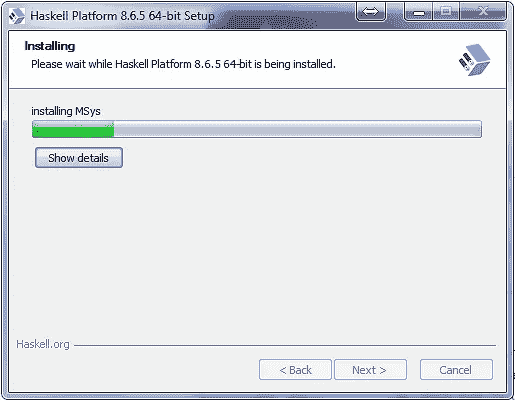 Haskell Platform 8.6.5 64-bit Setup
Installing
Please wait while Haskell Platform 8.6.5 64-bit is being installed.
installing MSys
Show details
Haskell.org
< Back
Next >
Cancel